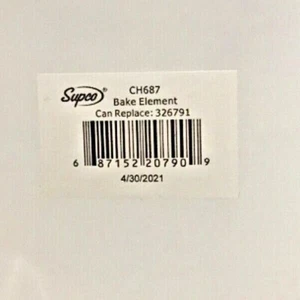 Supco®
CH687
Bake Element
Can Replace: 326791
6 87152 20790 9
4/30/2021